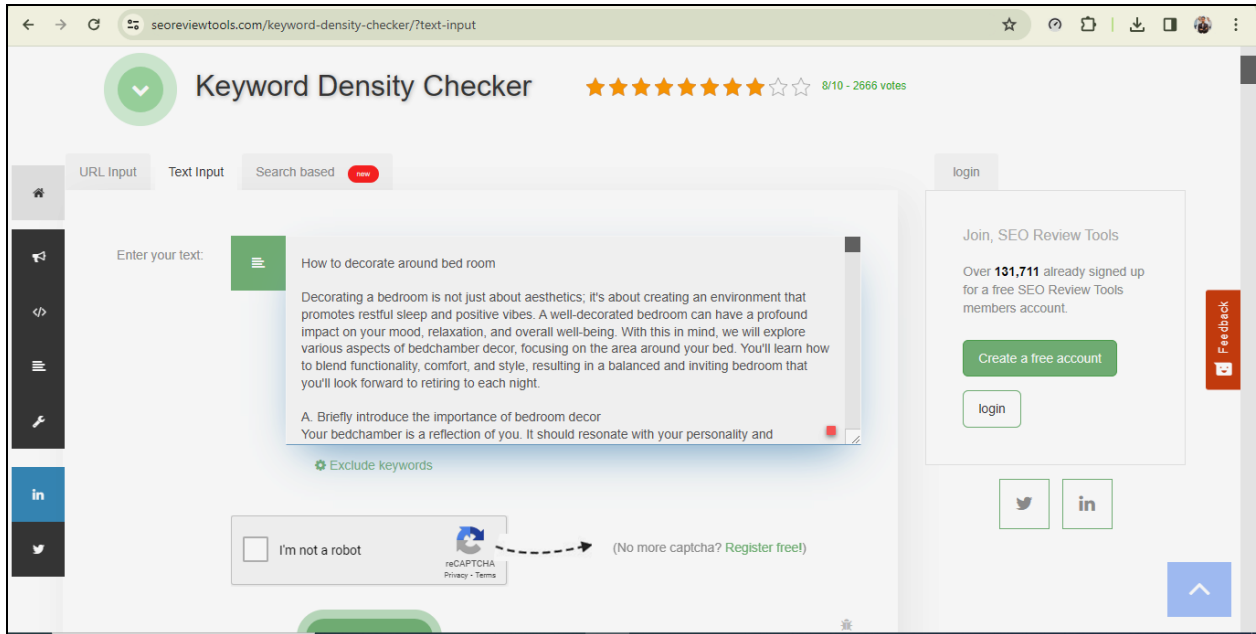 seoreviewtools.com/keyword-density-checker/?text-input
Keyword Density Checker
8/10 - 2666 votes
URL Input
Text Input
Search based
new
login
Enter your text:
How to decorate around bed room
Decorating a bedroom is not just about aesthetics; it's about creating an environment that
promotes restful sleep and positive vibes. A well-decorated bedroom can have a profound
impact on your mood, relaxation, and overall well-being. With this in mind, we will explore
various aspects of bedchamber decor, focusing on the area around your bed. You'll learn how
to blend functionality, comfort, and style, resulting in a balanced and inviting bedroom that
you'll look forward to retiring to each night.
A. Briefly introduce the importance of bedroom decor
Your bedchamber is a reflection of you. It should resonate with your personality and
Exclude keywords
I'm not a robot
reCAPTCHA
Privacy - Terms
(No more captcha? Register free!)
Join, SEO Review Tools
Over 131,711 already signed up
for a free SEO Review Tools
members account.
Create a free account
login
Feedback
in
in